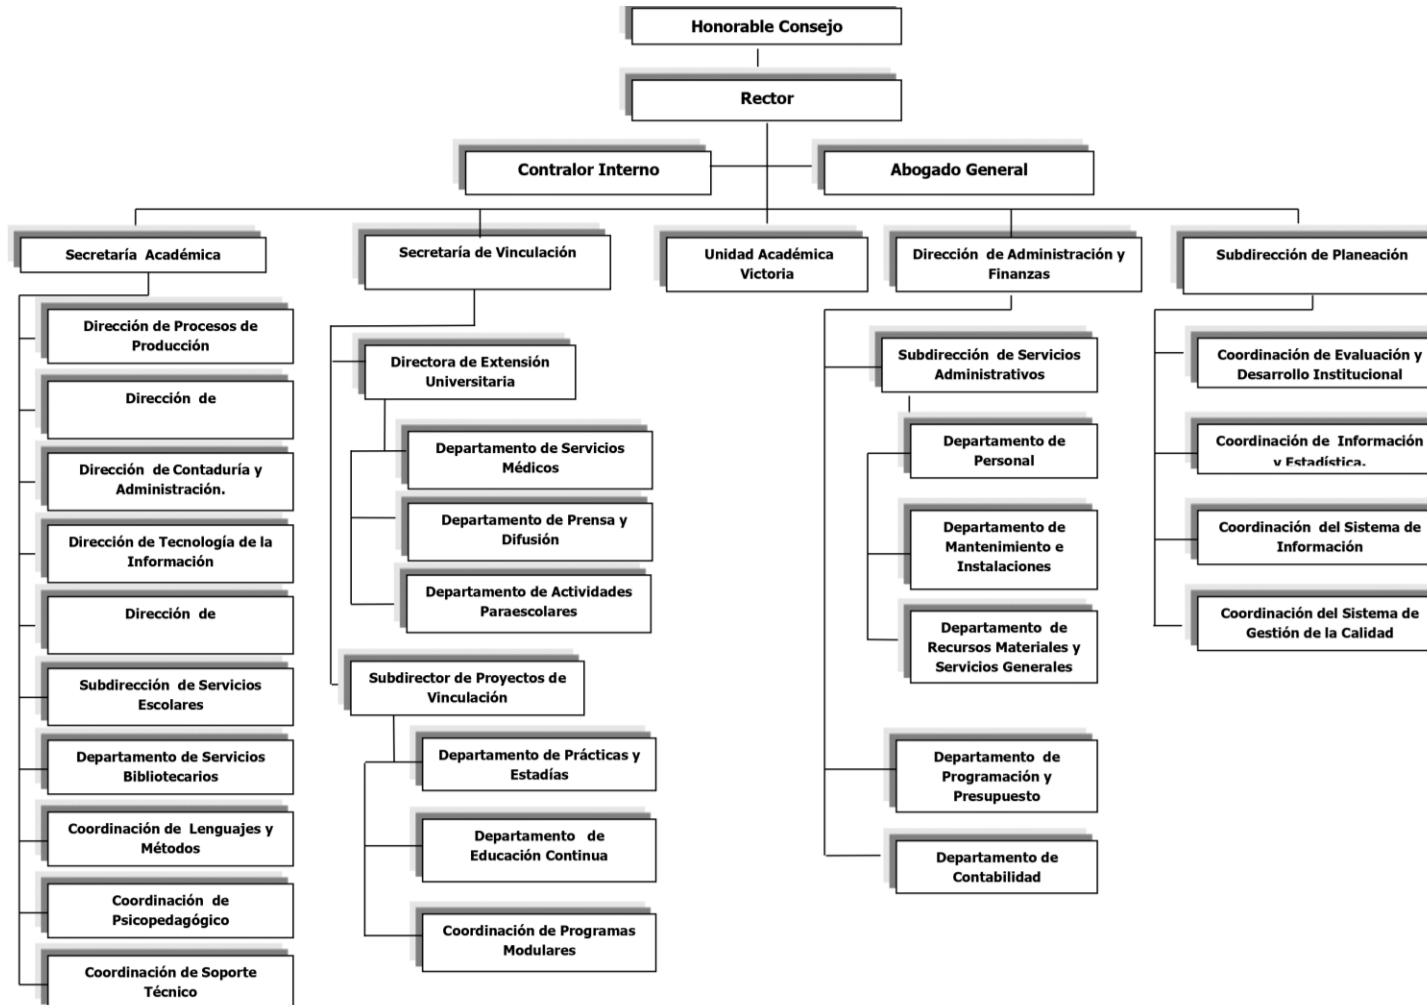 Honorable Consejo
Rector
Contralor Interno
Abogado General
Secretaría Académica
Secretaría de Vinculación
Unidad Académica
Victoria
Dirección de Administración y
Finanzas
Subdirección de Planeación
Dirección de Procesos de
Producción
Dirección de
Dirección de Contaduría y
Administración.
Dirección de Tecnología de la
Información
Dirección de
Subdirección de Servicios
Escolares
Departamento de Servicios
Bibliotecarios
Coordinación de Lenguajes y
Métodos
Coordinación de
Psicopedagógico
Coordinación de Soporte
Técnico
Directora de Extensión
Universitaria
Departamento de Servicios
Médicos
Departamento de Prensa y
Difusión
Departamento de Actividades
Paraescolares
Subdirector de Proyectos de
Vinculación
Departamento de Prácticas y
Estadías
Departamento de
Educación Continua
Coordinación de Programas
Modulares
Subdirección de Servicios
Administrativos
Departamento de
Personal
Departamento de
Mantenimiento e
Instalaciones
Departamento de
Recursos Materiales y
Servicios Generales
Departamento de
Programación y
Presupuesto
Departamento de
Contabilidad
Coordinación de Evaluación y
Desarrollo Institucional
Coordinación de Información
y Estadística.
Coordinación del Sistema de
Información
Coordinación del Sistema de
Gestión de la Calidad